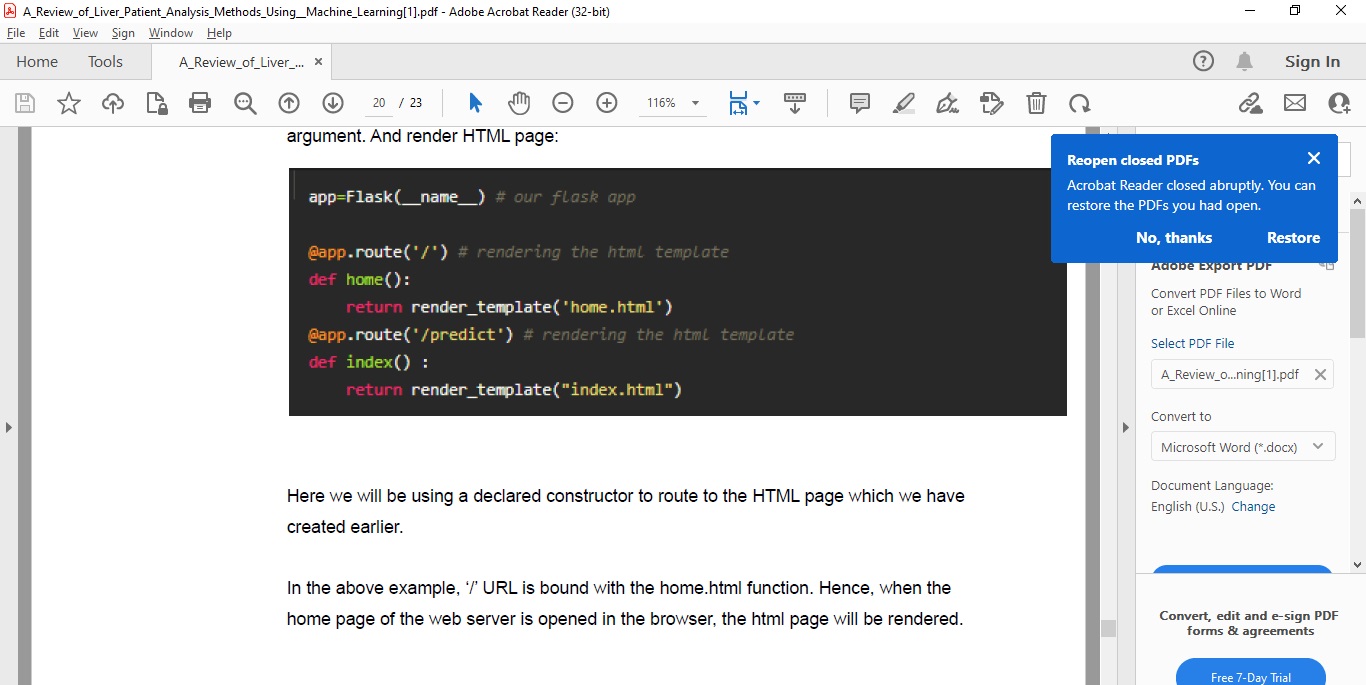 A_Review_of_Liver_Patient_Analysis_Methods_Using__Machine_Learning[1].pdf - Adobe Acrobat Reader (32-bit)
File Edit View Sign Window Help
Home Tools A_Review_of_Liver_... × Sign In
20 / 23 116%
argument. And render HTML page:
app=Flask(__name__) # our flask app
@app.route('/') # rendering the html template
def home():
return render_template('home.html')
@app.route('/predict') # rendering the html template
def index() :
return render_template("index.html")
Here we will be using a declared constructor to route to the HTML page which we have
created earlier.
In the above example, ‘/’ URL is bound with the home.html function. Hence, when the
home page of the web server is opened in the browser, the html page will be rendered.
Reopen closed PDFs
Acrobat Reader closed abruptly. You can
restore the PDFs you had open.
No, thanks Restore
Adobe Export PDF
Convert PDF Files to Word
or Excel Online
Select PDF File
A_Review_o...ning[1].pdf
Convert to
Microsoft Word (*.docx)
Document Language:
English (U.S.) Change
Convert, edit and e-sign PDF
forms & agreements
Free 7-Day Trial